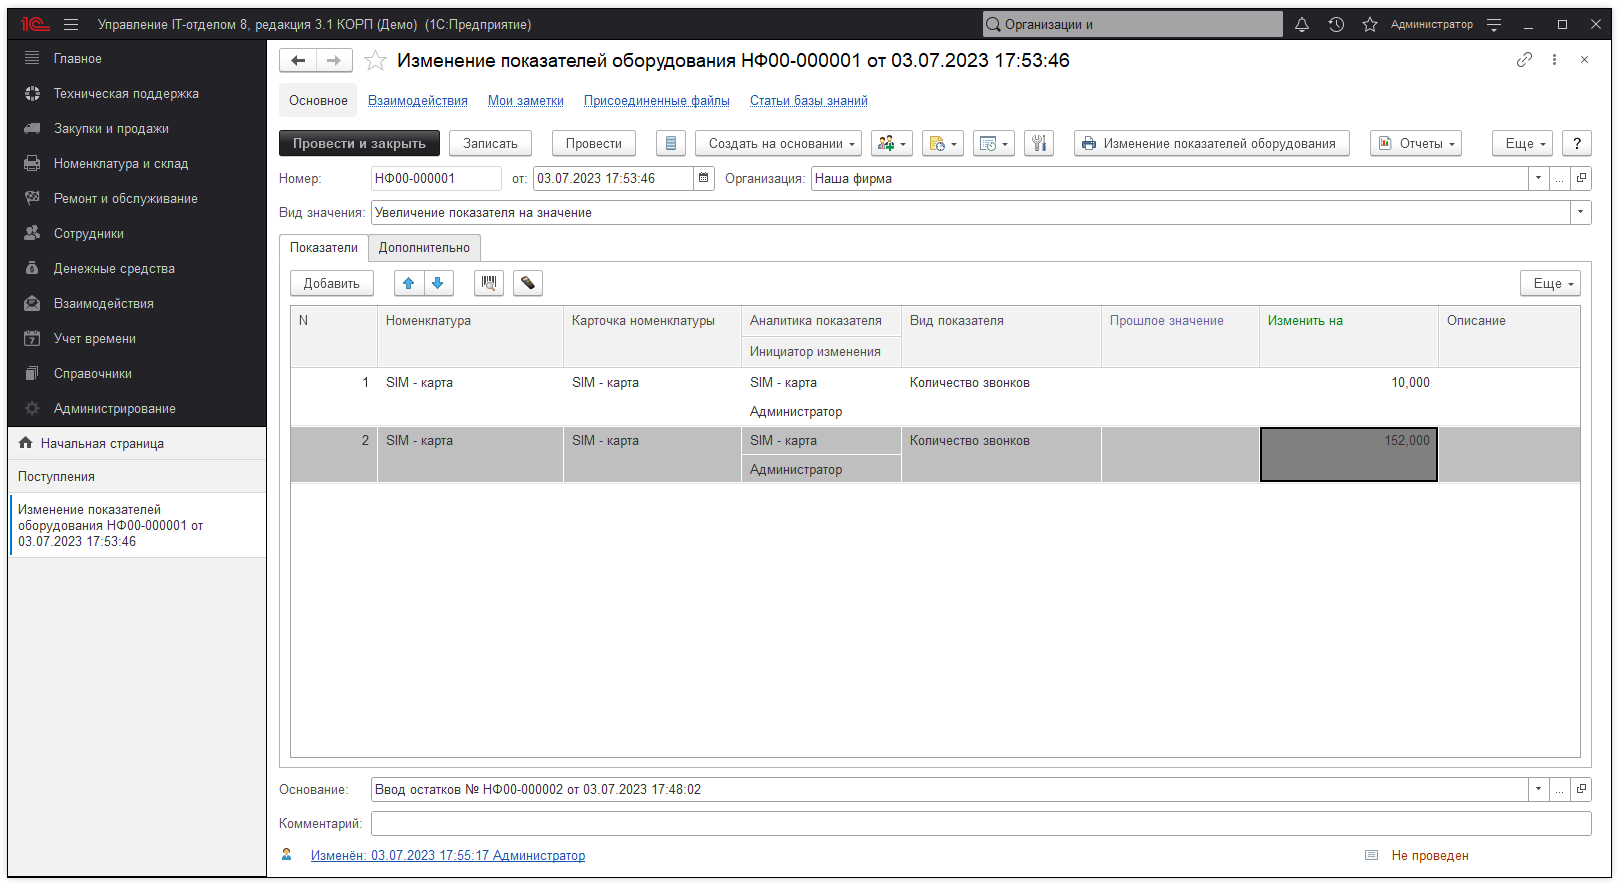 1С Управление IT-отделом 8, редакция 3.1 КОРП (Демо) (1С:Предприятие) Организации и Администратор
Главное
Техническая поддержка
Закупки и продажи
Номенклатура и склад
Ремонт и обслуживание
Сотрудники
Денежные средства
Взаимодействия
Учет времени
Справочники
Администрирование
Начальная страница
Поступления
Изменение показателей
оборудования НФ00-000001 от
03.07.2023 17:53:46
Изменение показателей оборудования НФ00-000001 от 03.07.2023 17:53:46
Основное Взаимодействия Мои заметки Присоединенные файлы Статьи базы знаний
Провести и закрыть Записать Провести Создать на основании Изменение показателей оборудования Отчеты Еще ?
Номер: НФ00-000001 от: 03.07.2023 17:53:46 Организация: Наша фирма ...
Вид значения: Увеличение показателя на значение
Показатели Дополнительно
Добавить Еще
N Номенклатура Карточка номенклатуры Аналитика показателя Вид показателя Прошлое значение Изменить на Описание
Инициатор изменения
1 SIM - карта SIM - карта SIM - карта Количество звонков 10,000
Администратор
2 SIM - карта SIM - карта SIM - карта Количество звонков 152,000
Администратор
Основание: Ввод остатков № НФ00-000002 от 03.07.2023 17:48:02 ...
Комментарий:
Изменён: 03.07.2023 17:55:17 Администратор Не проведен